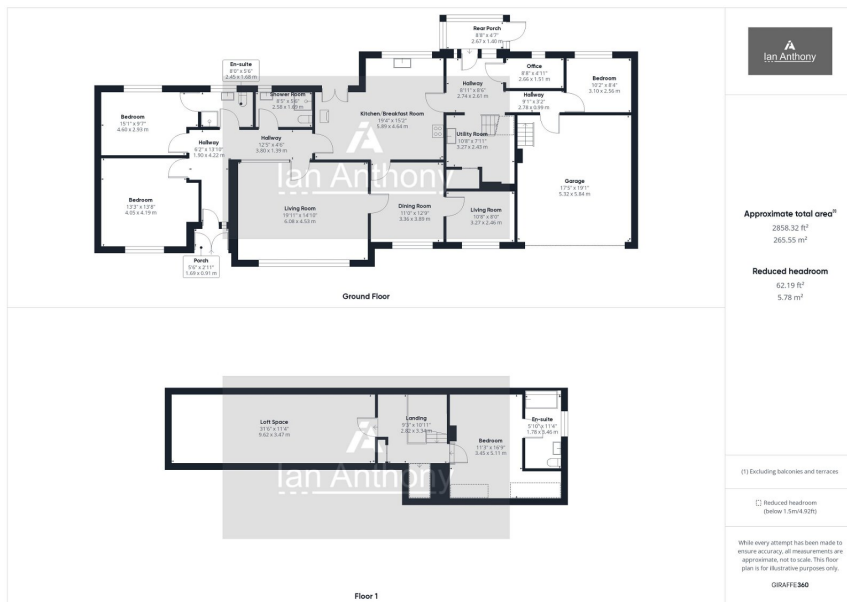 Rear Porch
8'8" x 4'7"
2.67 x 1.40 m
En-suite
8'0" x 5'6"
2.45 x 1.68 m
Office
8'8" x 4'11"
2.66 x 1.51 m
Bedroom
10'2" x 8'4"
3.10 x 2.56 m
Hallway
8'11" x 8'6"
2.74 x 2.61 m
Shower Room
8'5" x 5'6"
2.58 x 1.69 m
Hallway
9'1" x 3'2"
2.78 x 0.99 m
Bedroom
15'1" x 9'7"
4.60 x 2.93 m
Kitchen/Breakfast Room
19'4" x 15'2"
5.89 x 4.64 m
Utility Room
10'8" x 7'11"
3.27 x 2.43 m
Hallway
6'2" x 13'10"
1.90 x 4.22 m
Hallway
12'5" x 4'6"
3.80 x 1.39 m
Ian Anthony
Garage
17'5" x 19'1"
5.32 x 5.84 m
Bedroom
13'3" x 13'8"
4.05 x 4.19 m
Living Room
19'11" x 14'10"
6.08 x 4.53 m
Dining Room
11'0" x 12'9"
3.36 x 3.89 m
Living Room
10'8" x 8'0"
3.27 x 2.46 m
Porch
5'6" x 2'11"
1.69 x 0.91 m
Ground Floor
Loft Space
31'6" x 11'4"
9.62 x 3.47 m
Landing
9'3" x 10'11"
2.82 x 3.34 m
Bedroom
11'3" x 16'9"
3.45 x 5.11 m
En-suite
5'10" x 11'4"
1.78 x 3.46 m
Ian Anthony
Floor 1
Ian Anthony
Approximate total area⁽¹⁾
2858.32 ft²
265.55 m²
Reduced headroom
62.19 ft²
5.78 m²
(1) Excluding balconies and terraces
Reduced headroom
(below 1.5m/4.92ft)
While every attempt has been made to
ensure accuracy, all measurements are
approximate, not to scale. This floor
plan is for illustrative purposes only.
GIRAFFE360